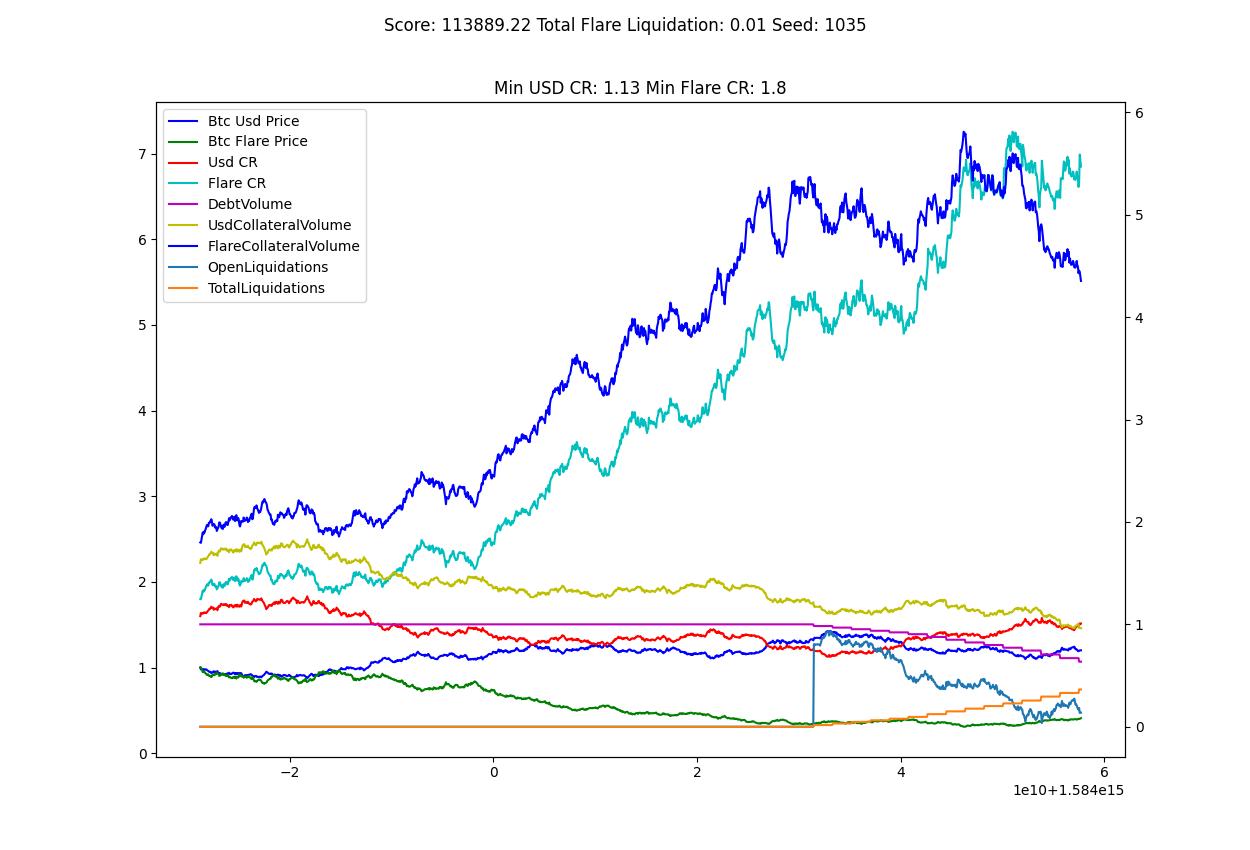 Score: 113889.22 Total Flare Liquidation: 0.01 Seed: 1035
Min USD CR: 1.13 Min Flare CR: 1.8
Btc Usd Price
Btc Flare Price
Usd CR
Flare CR
DebtVolume
UsdCollateralVolume
FlareCollateralVolume
OpenLiquidations
TotalLiquidations
7
6
5
4
3
2
1
0
6
5
4
3
2
1
0
−2
0
2
4
6
1e10+1.584e15